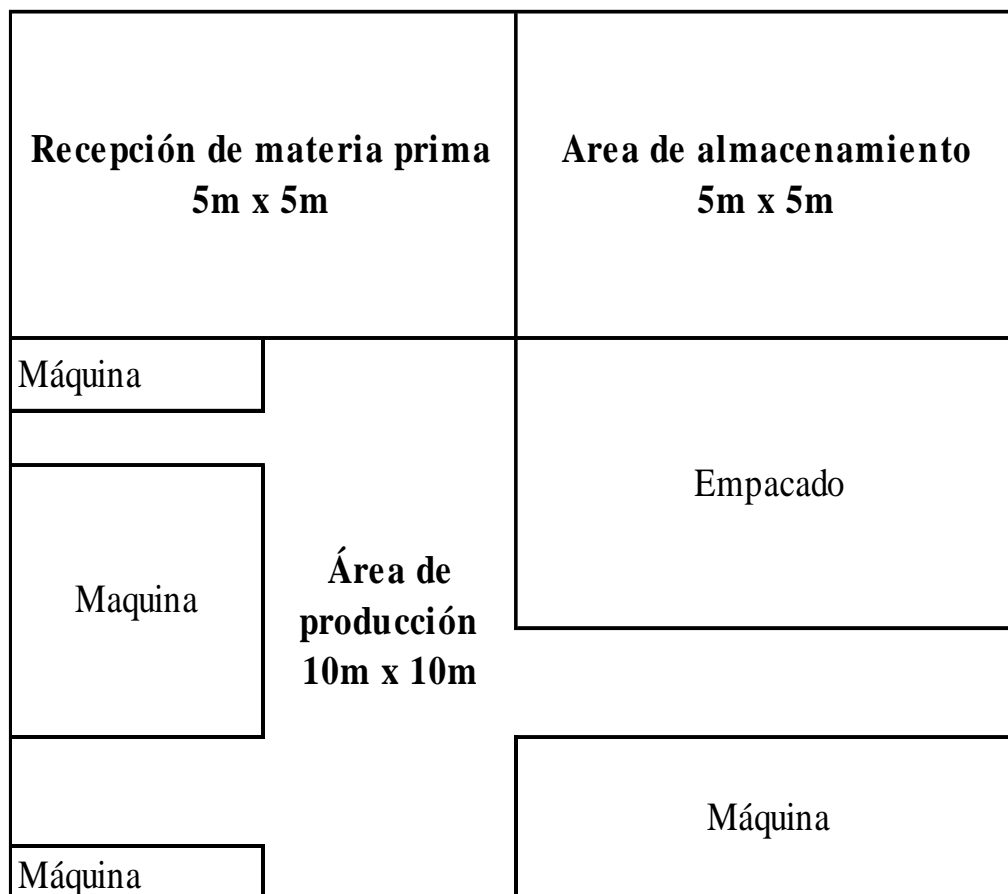 Recepción de materia prima
5m x 5m
Area de almacenamiento
5m x 5m
Máquina
Empacado
Maquina
Área de
producción
10m x 10m
Máquina
Máquina